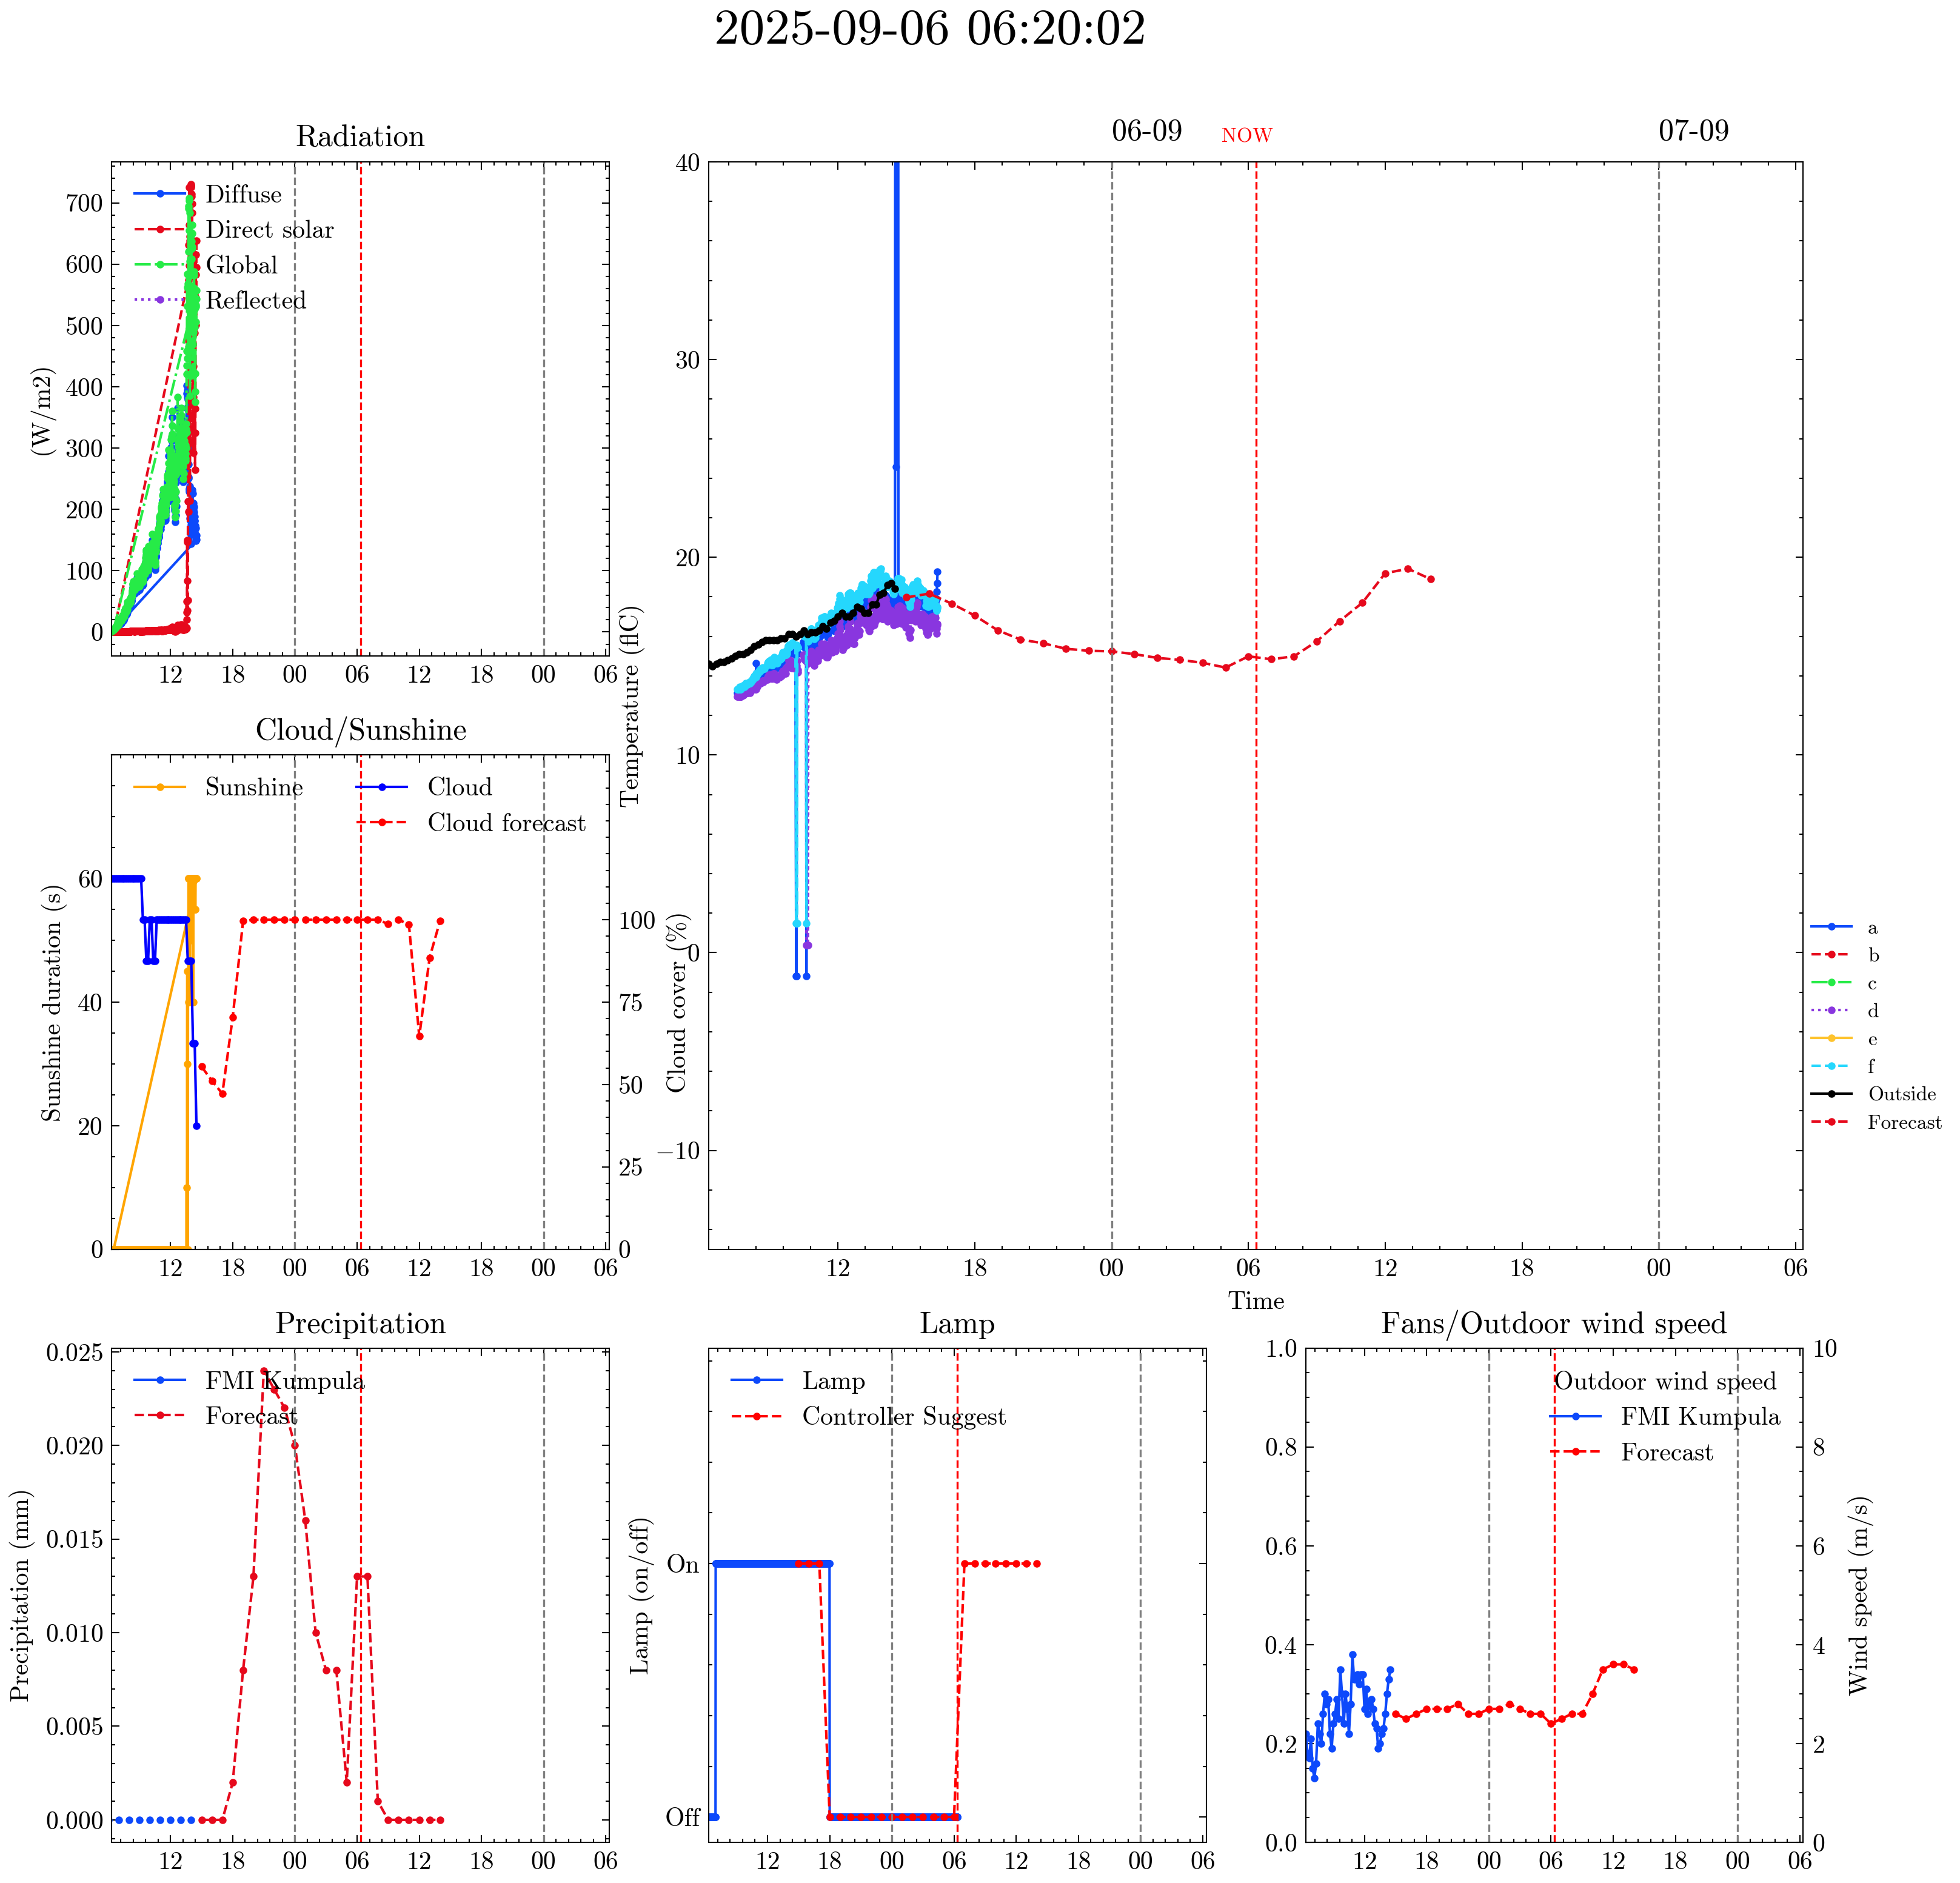 2025-09-06 06:20:02
Radiation
700
600
500
400
300
200
100
0
(W/m2)
Diffuse
Direct solar
Global
Reflected
12 18 00 06 12 18 00 06
Cloud/Sunshine
60
40
20
0
Sunshine duration (s)
Sunshine
Cloud
Cloud forecast
100
75
50
25
0
Cloud cover (%)
12 18 00 06 12 18 00 06
06-09 NOW 07-09
40
30
20
10
0
−10
Temperature (flC)
12 18 00 06 12 18 00 06
Time
a
b
c
d
e
f
Outside
Forecast
Precipitation
0.025
0.020
0.015
0.010
0.005
0.000
Precipitation (mm)
FMI Kumpula
Forecast
12 18 00 06 12 18 00 06
Lamp
On
Off
Lamp (on/off)
Lamp
Controller Suggest
12 18 00 06 12 18 00 06
Fans/Outdoor wind speed
1.0
0.8
0.6
0.4
0.2
0.0
Outdoor wind speed
FMI Kumpula
Forecast
10
8
6
4
2
0
Wind speed (m/s)
12 18 00 06 12 18 00 06